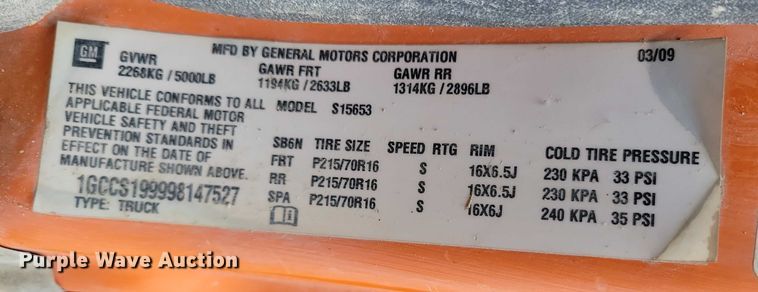 GM
MFD BY GENERAL MOTORS CORPORATION 03/09
GVWR GAWR FRT GAWR RR
2268KG / 5000LB 1194KG / 2633LB 1314KG / 2896LB
THIS VEHICLE CONFORMS TO ALL
APPLICABLE FEDERAL MOTOR
VEHICLE SAFETY AND THEFT
PREVENTION STANDARDS IN
EFFECT ON THE DATE OF
MANUFACTURE SHOWN ABOVE.
1GCCS199998147527
TYPE: TRUCK
MODEL S15653
SB6N TIRE SIZE SPEED RTG RIM COLD TIRE PRESSURE
FRT P215/70R16 S 16X6.5J 230 KPA 33 PSI
RR P215/70R16 S 16X6.5J 230 KPA 33 PSI
SPA P215/70R16 S 16X6J 240 KPA 35 PSI
Purple Wave Auction